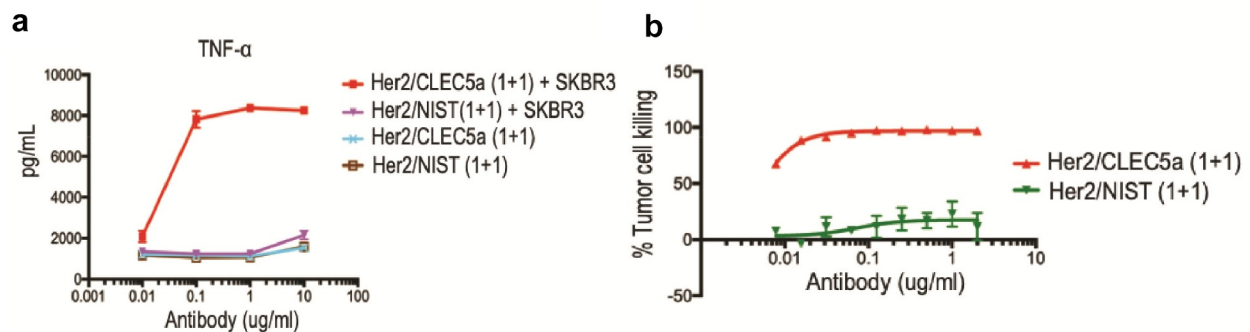 a
TNF-α
10000
8000
6000
4000
2000
0
pg/mL
0.001 0.01 0.1 1 10 100
Antibody (ug/ml)
Her2/CLEC5a (1+1) + SKBR3
Her2/NIST(1+1) + SKBR3
Her2/CLEC5a (1+1)
Her2/NIST (1+1)
b
150
100
50
0
-50
% Tumor cell killing
0.01 0.1 1 10
Antibody (ug/ml)
Her2/CLEC5a (1+1)
Her2/NIST (1+1)